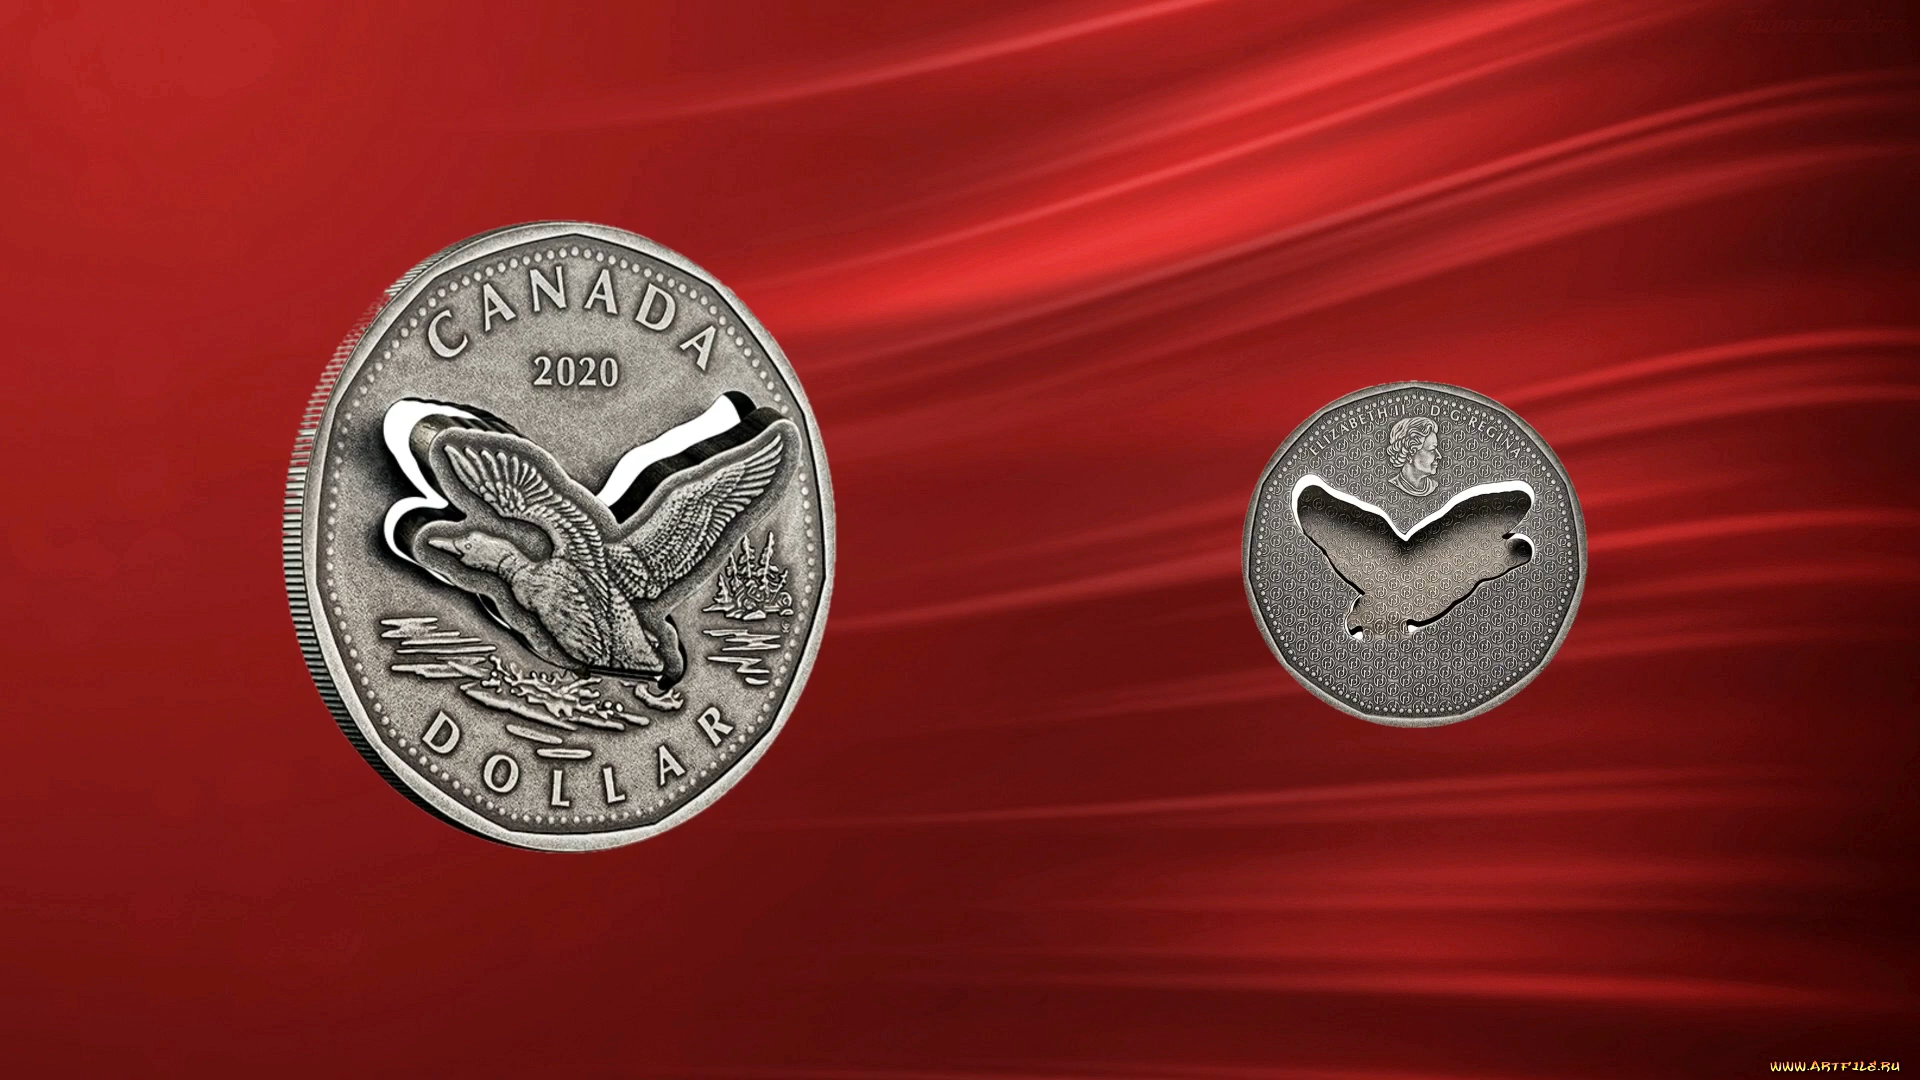 CANADA
2020
DOLLAR
ELIZABETH II D·G·REGINA
WWW.ARTFILE.RU